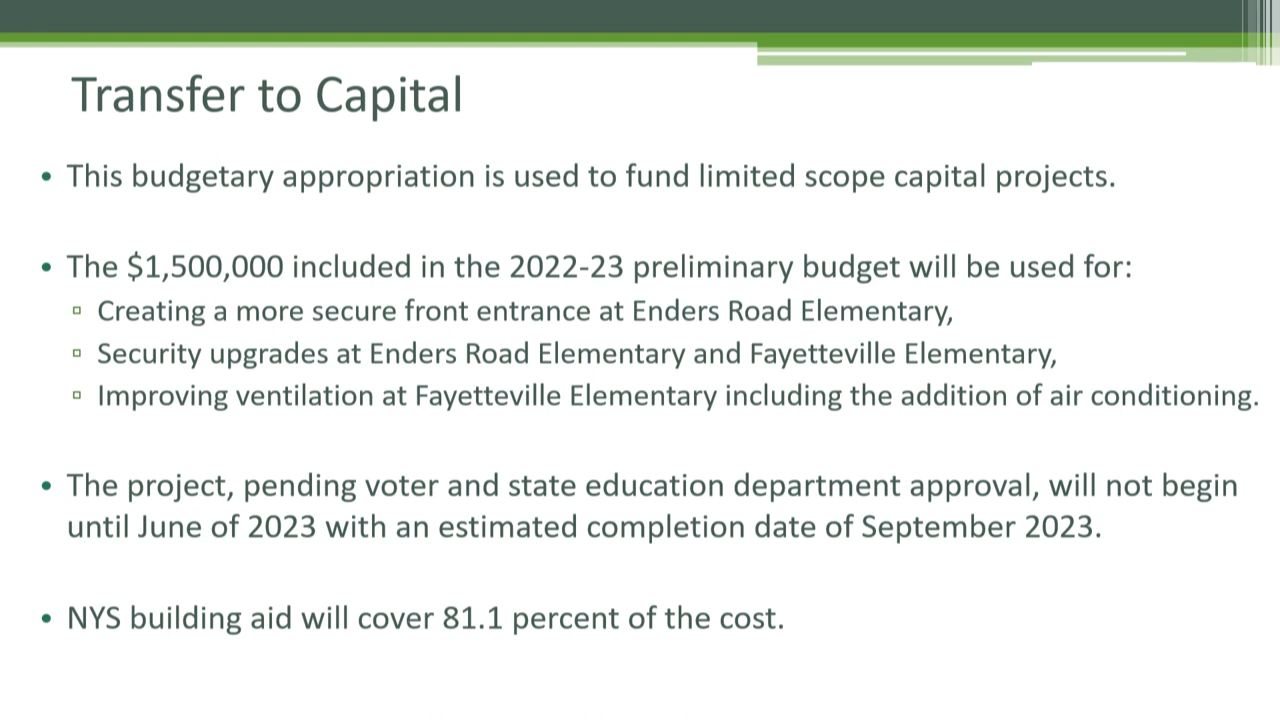 Transfer to Capital
• This budgetary appropriation is used to fund limited scope capital projects.
• The $1,500,000 included in the 2022-23 preliminary budget will be used for:
▫ Creating a more secure front entrance at Enders Road Elementary,
▫ Security upgrades at Enders Road Elementary and Fayetteville Elementary,
▫ Improving ventilation at Fayetteville Elementary including the addition of air conditioning.
• The project, pending voter and state education department approval, will not begin
until June of 2023 with an estimated completion date of September 2023.
• NYS building aid will cover 81.1 percent of the cost.